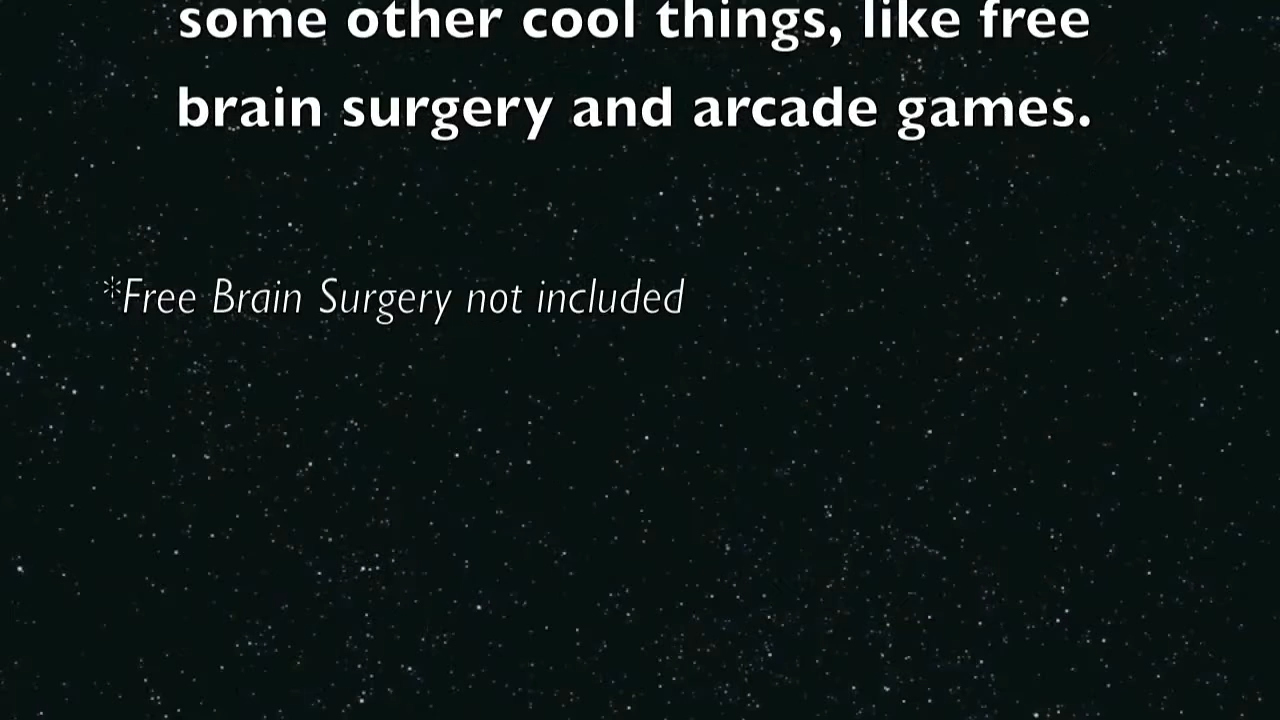 some other cool things, like free
brain surgery and arcade games.
*Free Brain Surgery not included